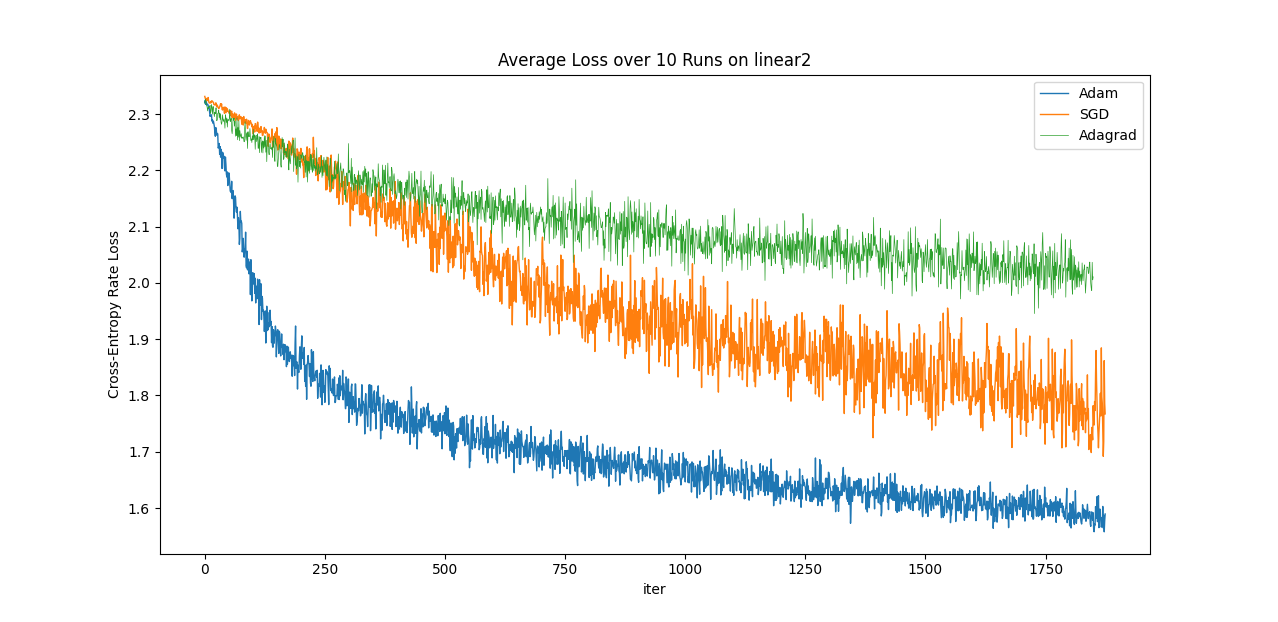 Average Loss over 10 Runs on linear2
Adam
SGD
Adagrad
Cross-Entropy Rate Loss
2.3
2.2
2.1
2.0
1.9
1.8
1.7
1.6
0 250 500 750 1000 1250 1500 1750
iter